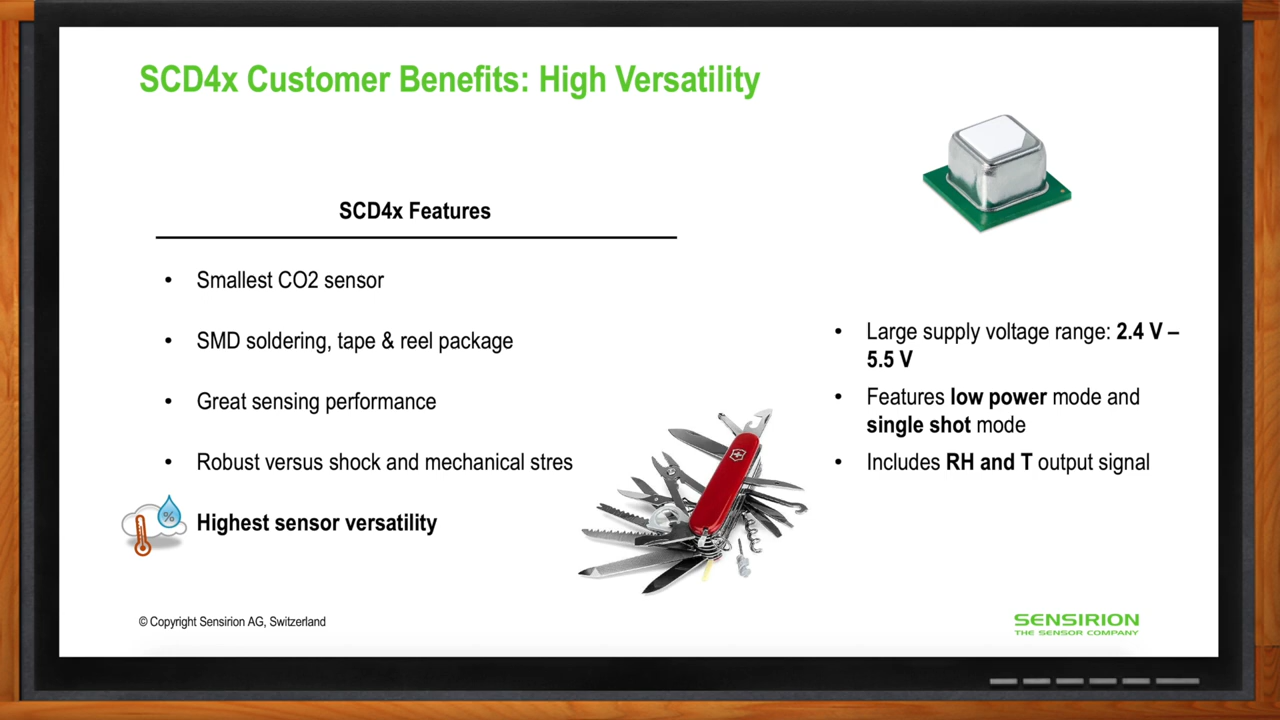 SCD4x Customer Benefits: High Versatility
SCD4x Features
• Smallest CO2 sensor
• SMD soldering, tape & reel package
• Great sensing performance
• Robust versus shock and mechanical stres
%
Highest sensor versatility
• Large supply voltage range: 2.4 V –
5.5 V
• Features low power mode and
single shot mode
• Includes RH and T output signal
© Copyright Sensirion AG, Switzerland
SENSIRION
THE SENSOR COMPANY